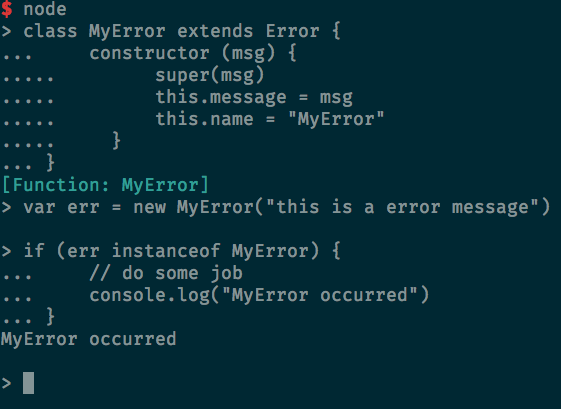 $ node
> class MyError extends Error {
...     constructor (msg) {
.....         super(msg)
.....         this.message = msg
.....         this.name = "MyError"
.....     }
... }
[Function: MyError]
> var err = new MyError("this is a error message")
> if (err instanceof MyError) {
...     // do some job
...     console.log("MyError occurred")
... }
MyError occurred
>